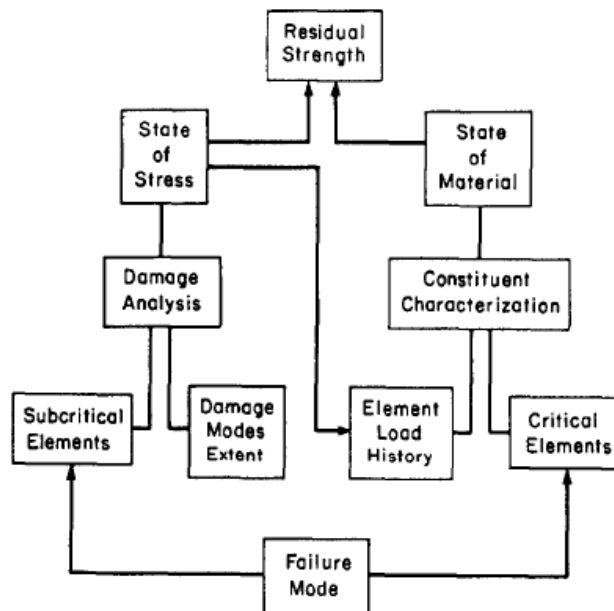 Residual
Strength
State
of
Stress
State
of
Material
Damage
Analysis
Constituent
Characterization
Subcritical
Elements
Damage
Modes
Extent
Element
Load
History
Critical
Elements
Failure
Mode